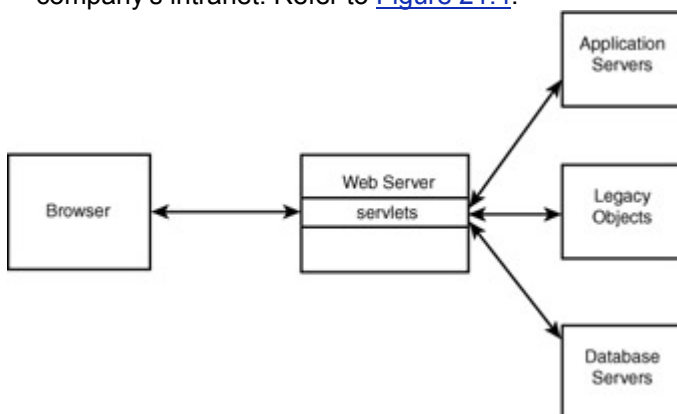 company's intranet. Refer to Figure 21.1.
Application
Servers
Browser
Web Server
servlets
Legacy
Objects
Database
Servers